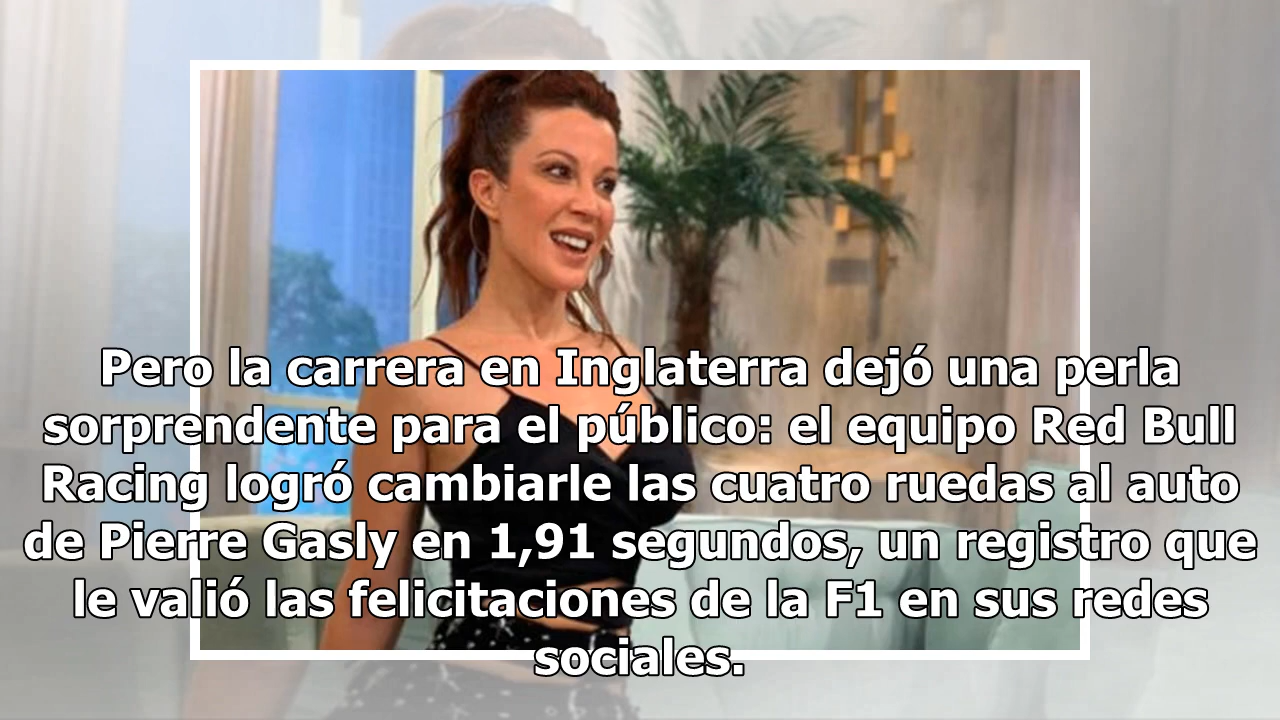 Pero la carrera en Inglaterra dejó una perla
sorprendente para el público: el equipo Red Bull
Racing logró cambiarle las cuatro ruedas al auto
de Pierre Gasly en 1,91 segundos, un registro que
le valió las felicitaciones de la F1 en sus redes
sociales.